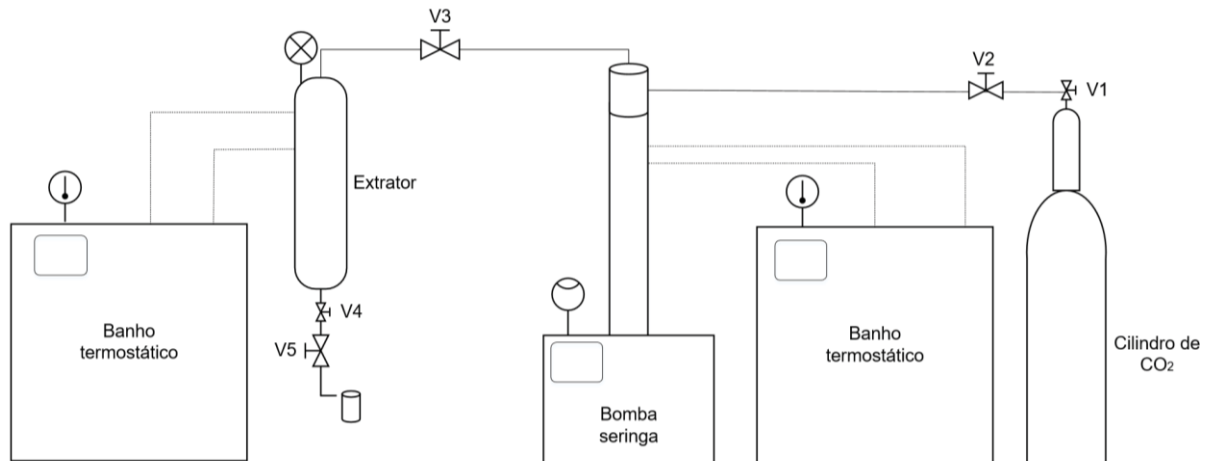 V3
V2
V1
Extrator
V4
V5
Banho
termostático
Banho
termostático
Cilindro de
CO₂
Bomba
seringa